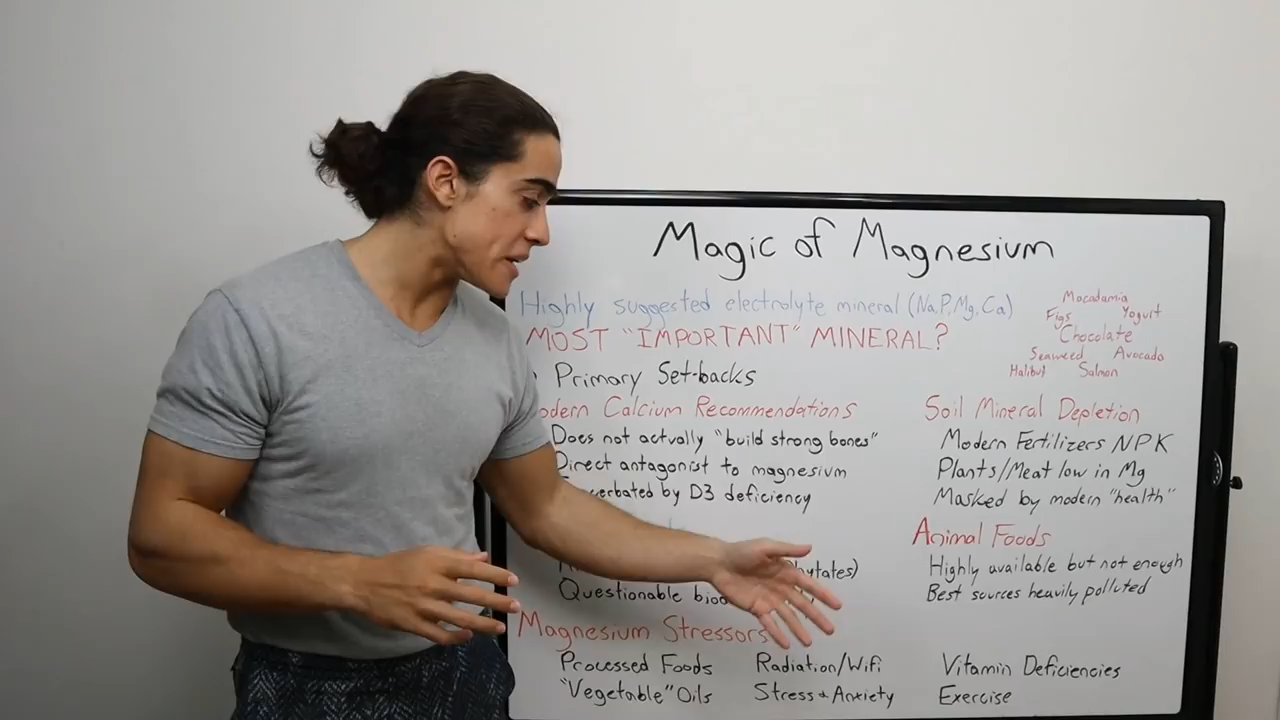 Magic of Magnesium
Highly suggested electrolyte mineral (Na,P,Mg,Ca)
MOST "IMPORTANT" MINERAL?
Macadamia
Figs Yogurt
Chocolate
Seaweed Avocado
Halibut Salmon
Primary Set-backs
Calcium Recommendations
Does not actually "build strong bones"
Direct antagonist to magnesium
by D3 deficiency
Questionable
Soil Mineral Depletion
Modern Fertilizers NPK
Plants/Meat low in Mg
Masked by modern "health"
Animal Foods
Highly available but not enough
Best sources heavily polluted
Magnesium Stressors
Processed Foods Radiation/Wifi Vitamin Deficiencies
"Vegetable" Oils Stress + Anxiety Exercise